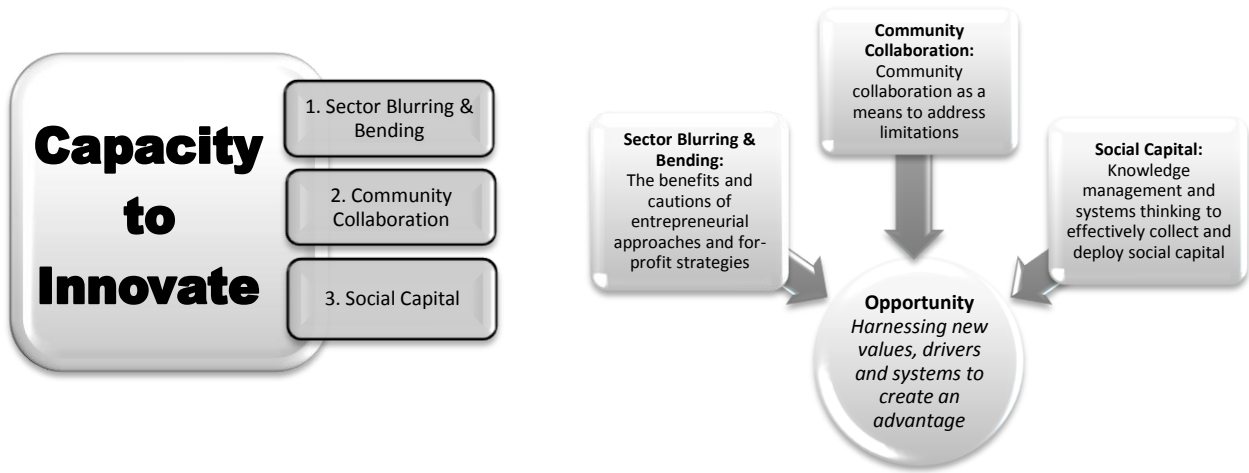 Capacity
to
Innovate
1. Sector Blurring &
Bending
2. Community
Collaboration
3. Social Capital
Sector Blurring &
Bending:
The benefits and
cautions of
entrepreneurial
approaches and for-
profit strategies
Community
Collaboration:
Community
collaboration as a
means to address
limitations
Social Capital:
Knowledge
management and
systems thinking to
effectively collect and
deploy social capital
Opportunity
Harnessing new
values, drivers
and systems to
create an
advantage